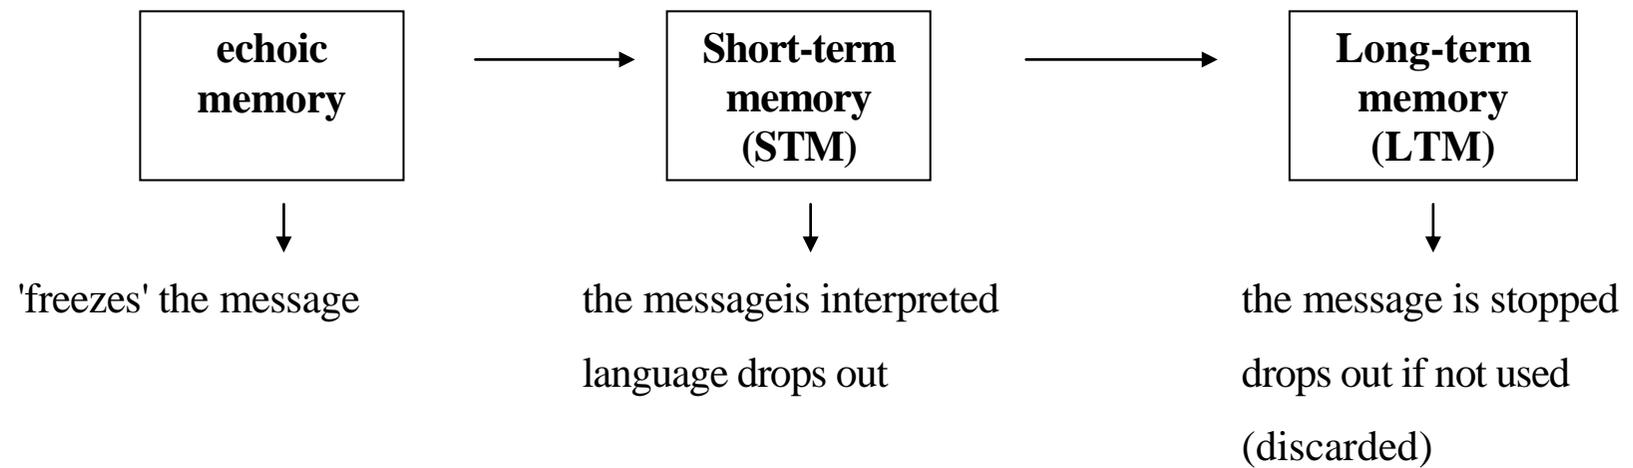 echoic
memory
Short-term
memory
(STM)
Long-term
memory
(LTM)
'freezes' the message
the messageis interpreted
language drops out
the message is stopped
drops out if not used
(discarded)